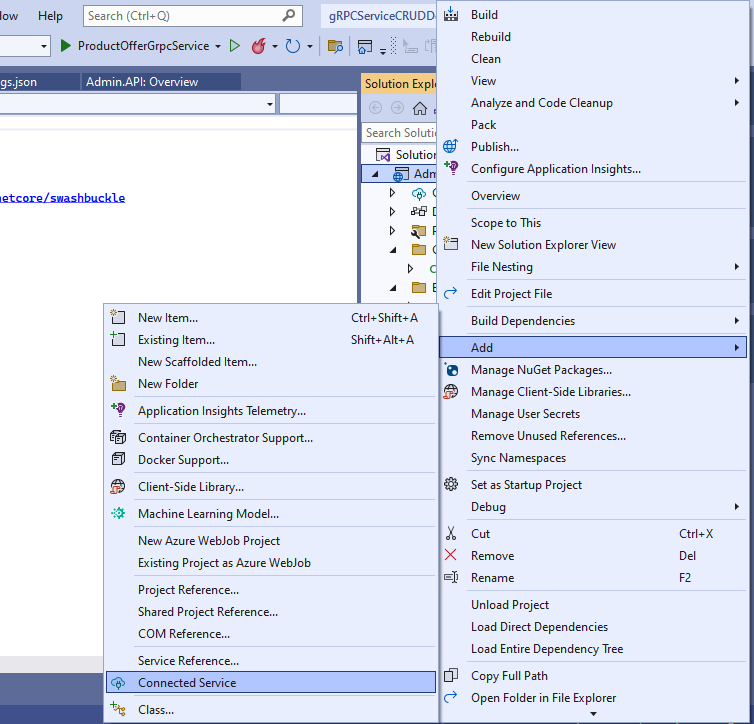 ow Help Search (Ctrl+Q) gRPCServiceCRUDD
ProductOfferGrpcService
gs.json Admin.API: Overview
Solution Explo
Search Solutio
Solution
Adm
etcore/swashbuckle
Build
Rebuild
Clean
View
Analyze and Code Cleanup
Pack
Publish...
Configure Application Insights...
Overview
Scope to This
New Solution Explorer View
File Nesting
Edit Project File
Build Dependencies
Add
Manage NuGet Packages...
Manage Client-Side Libraries...
Manage User Secrets
Remove Unused References...
Sync Namespaces
Set as Startup Project
Debug
Cut Ctrl+X
Remove Del
Rename F2
Unload Project
Load Direct Dependencies
Load Entire Dependency Tree
Copy Full Path
Open Folder in File Explorer
New Item... Ctrl+Shift+A
Existing Item... Shift+Alt+A
New Scaffolded Item...
New Folder
Application Insights Telemetry...
Container Orchestrator Support...
Docker Support...
Client-Side Library...
Machine Learning Model...
New Azure WebJob Project
Existing Project as Azure WebJob
Project Reference...
Shared Project Reference...
COM Reference...
Service Reference...
Connected Service
Class...